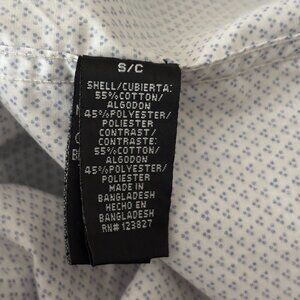 S/C
SHELL/CUBIERTA:
55%COTTON/
ALGODON
45%POLYESTER/
POLIESTER
CONTRAST/
CONTRASTE:
55%COTTON/
ALGODON
45%POLYESTER/
POLIESTER
MADE IN
BANGLADESH
HECHO EN
BANGLADESH
RN# 123827